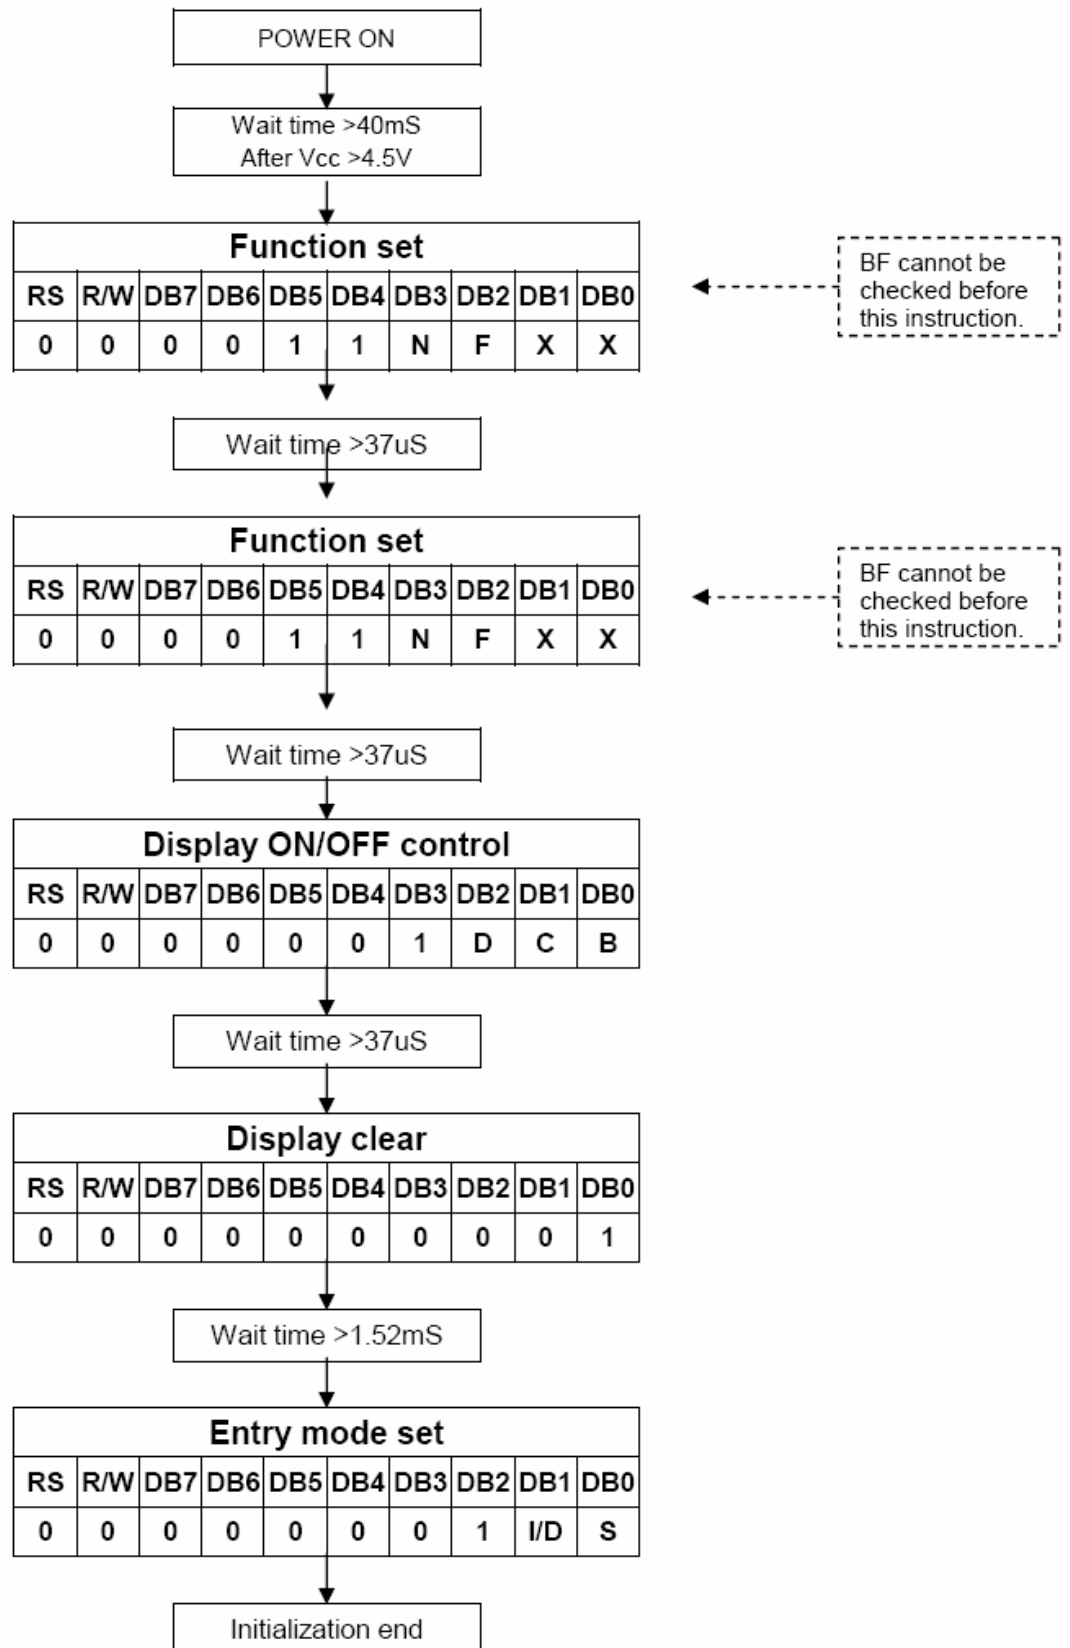 POWER ON
Wait time >40mS
After Vcc >4.5V
Function set
RS R/W DB7 DB6 DB5 DB4 DB3 DB2 DB1 DB0
0 0 0 0 1 1 N F X X
BF cannot be
checked before
this instruction.
Wait time >37uS
Function set
RS R/W DB7 DB6 DB5 DB4 DB3 DB2 DB1 DB0
0 0 0 0 1 1 N F X X
BF cannot be
checked before
this instruction.
Wait time >37uS
Display ON/OFF control
RS R/W DB7 DB6 DB5 DB4 DB3 DB2 DB1 DB0
0 0 0 0 0 0 1 D C B
Wait time >37uS
Display clear
RS R/W DB7 DB6 DB5 DB4 DB3 DB2 DB1 DB0
0 0 0 0 0 0 0 0 0 1
Wait time >1.52mS
Entry mode set
RS R/W DB7 DB6 DB5 DB4 DB3 DB2 DB1 DB0
0 0 0 0 0 0 0 1 I/D S
Initialization end